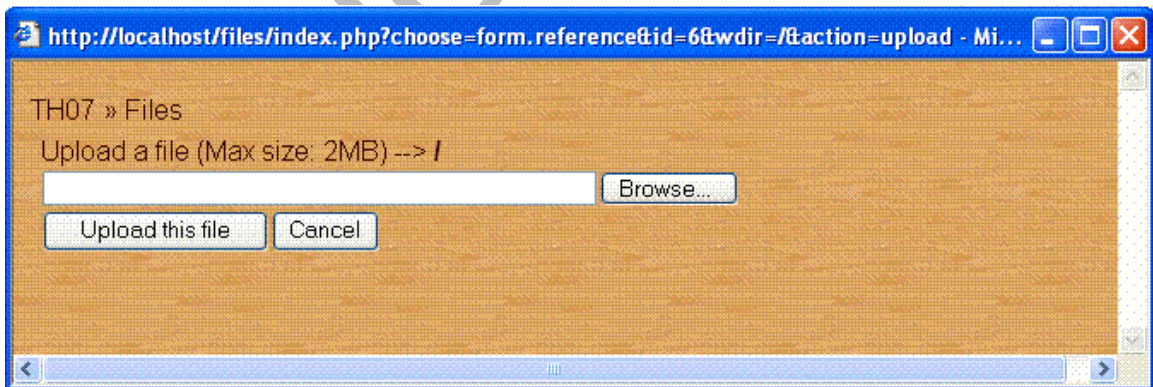 http://localhost/files/index.php?choose=form.reference&id=6&wdir=/&action=upload - Mi...
TH07 » Files
Upload a file (Max size: 2MB) --> /
Browse...
Upload this file Cancel